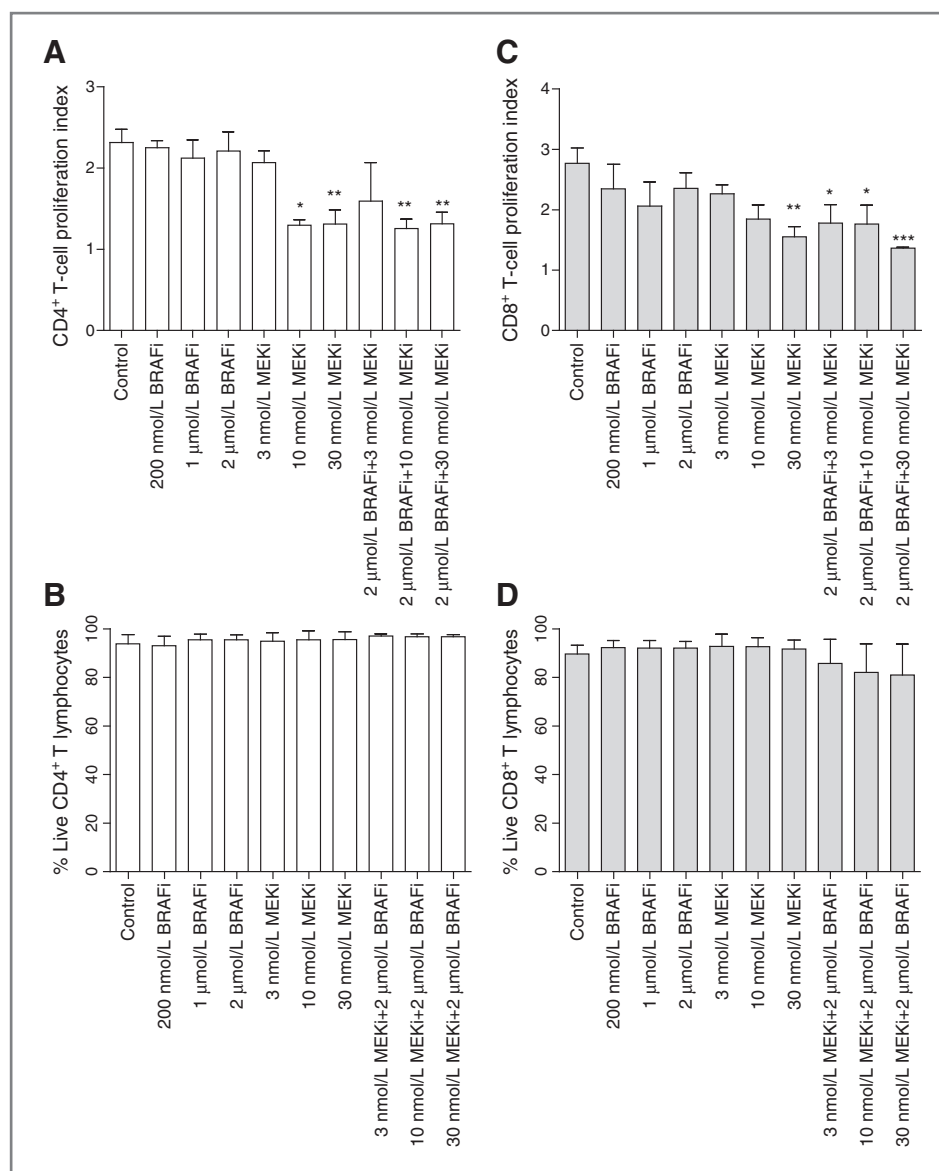 A
CD4⁺ T-cell proliferation index
3
2
1
0
*
**
**
**
Control
200 nmol/L BRAFi
1 μmol/L BRAFi
2 μmol/L BRAFi
3 nmol/L MEKi
10 nmol/L MEKi
30 nmol/L MEKi
2 μmol/L BRAFi+3 nmol/L MEKi
2 μmol/L BRAFi+10 nmol/L MEKi
2 μmol/L BRAFi+30 nmol/L MEKi
C
CD8⁺ T-cell proliferation index
4
3
2
1
0
**
*
*
***
Control
200 nmol/L BRAFi
1 μmol/L BRAFi
2 μmol/L BRAFi
3 nmol/L MEKi
10 nmol/L MEKi
30 nmol/L MEKi
2 μmol/L BRAFi+3 nmol/L MEKi
2 μmol/L BRAFi+10 nmol/L MEKi
2 μmol/L BRAFi+30 nmol/L MEKi
B
% Live CD4⁺ T lymphocytes
100
80
60
40
20
0
Control
200 nmol/L BRAFi
1 μmol/L BRAFi
2 μmol/L BRAFi
3 nmol/L MEKi
10 nmol/L MEKi
30 nmol/L MEKi
3 nmol/L MEKi+2 μmol/L BRAFi
10 nmol/L MEKi+2 μmol/L BRAFi
30 nmol/L MEKi+2 μmol/L BRAFi
D
% Live CD8⁺ T lymphocytes
100
80
60
40
20
0
Control
200 nmol/L BRAFi
1 μmol/L BRAFi
2 μmol/L BRAFi
3 nmol/L MEKi
10 nmol/L MEKi
30 nmol/L MEKi
3 nmol/L MEKi+2 μmol/L BRAFi
10 nmol/L MEKi+2 μmol/L BRAFi
30 nmol/L MEKi+2 μmol/L BRAFi